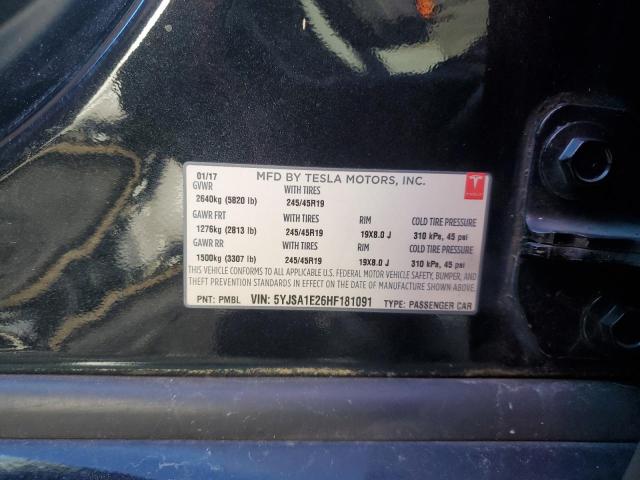 01/17 MFD BY TESLA MOTORS, INC.
GVWR WITH TIRES
2640kg (5820 lb) 245/45R19
GAWR FRT WITH TIRES RIM COLD TIRE PRESSURE
1276kg (2813 lb) 245/45R19 19X8.0 J 310 kPa, 45 psi
GAWR RR WITH TIRES RIM COLD TIRE PRESSURE
1500kg (3307 lb) 245/45R19 19X8.0 J 310 kPa, 45 psi
THIS VEHICLE CONFORMS TO ALL APPLICABLE U.S. FEDERAL MOTOR VEHICLE SAFETY, BUMPER, AND
THEFT PREVENTION STANDARDS IN EFFECT ON THE DATE OF MANUFACTURE SHOWN ABOVE.
PNT: PMBL VIN: 5YJSA1E26HF181091 TYPE: PASSENGER CAR